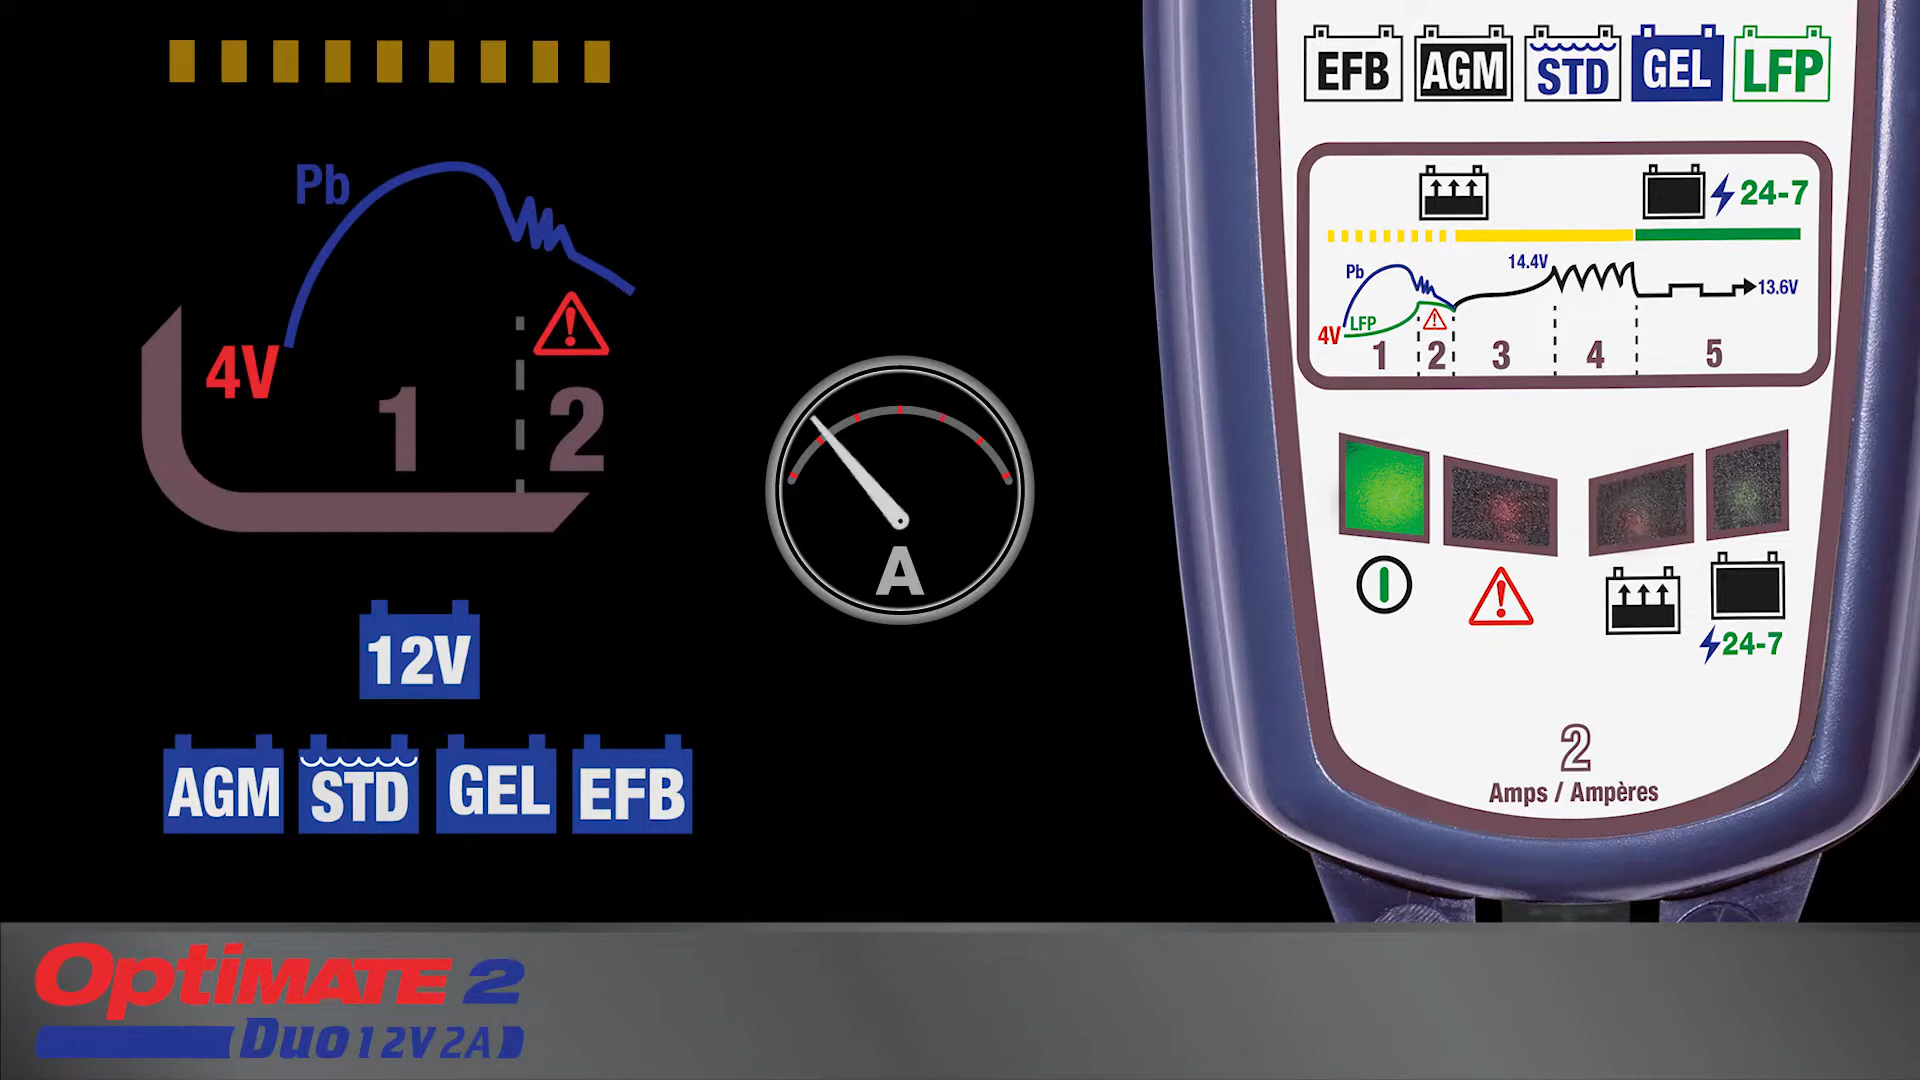 Pb
4V
1
2
12V
AGM STD GEL EFB
A
EFB AGM STD GEL LFP
24-7
Pb
14.4V
13.6V
LFP
4V
1 2 3 4 5
24-7
2
Amps / Ampères
OptiMATE 2
Duo 12V 2A